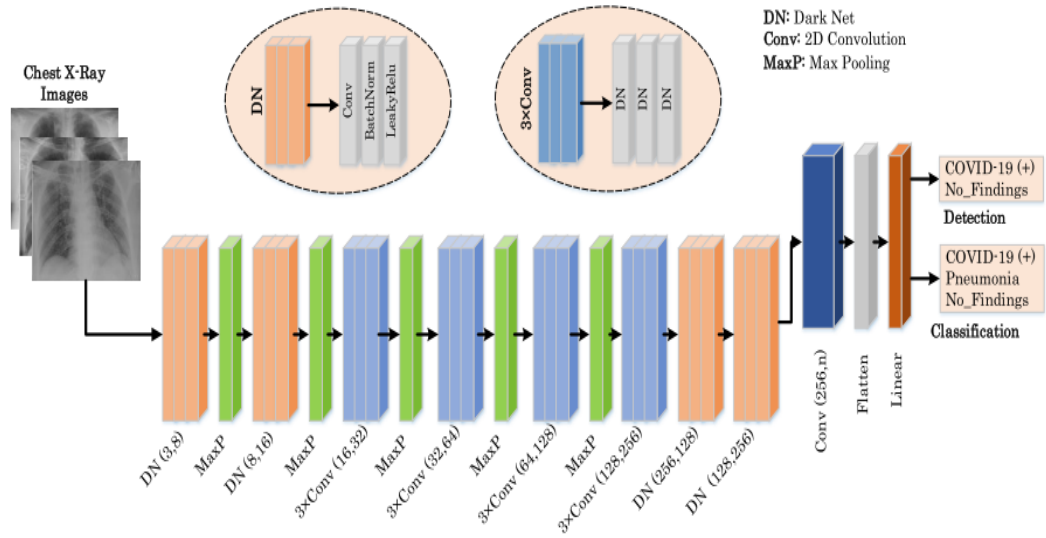 DN: Dark Net
Conv: 2D Convolution
MaxP: Max Pooling
Chest X-Ray
Images
DN
Conv
BatchNorm
LeakyRelu
3×Conv
DN
DN
DN
COVID-19 (+)
No_Findings
Detection
COVID-19 (+)
Pneumonia
No_Findings
Classification
DN (3,8)
MaxP
DN (8,16)
MaxP
3×Conv (16,32)
MaxP
3×Conv (32,64)
MaxP
3×Conv (64,128)
MaxP
3×Conv (128,256)
DN (256,128)
DN (128,256)
Conv (256,n)
Flatten
Linear